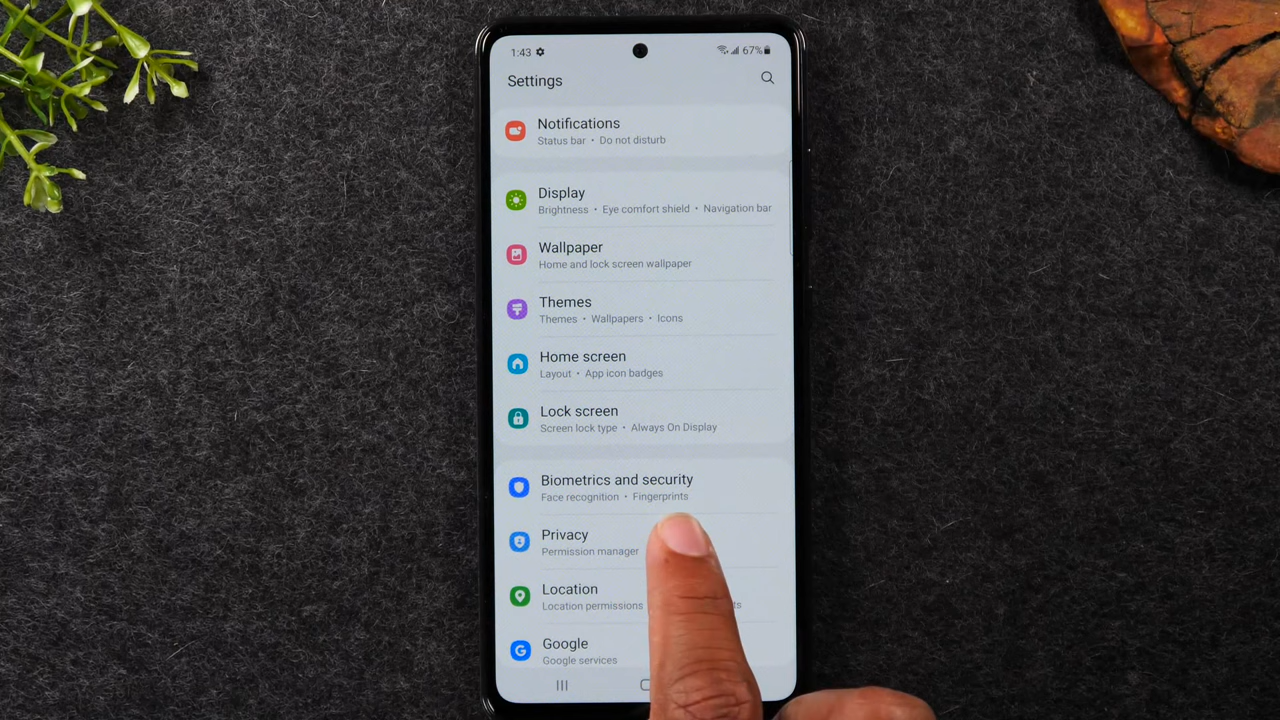 1:43 67%
Settings
Notifications
Status bar • Do not disturb
Display
Brightness • Eye comfort shield • Navigation bar
Wallpaper
Home and lock screen wallpaper
Themes
Themes • Wallpapers • Icons
Home screen
Layout • App icon badges
Lock screen
Screen lock type • Always On Display
Biometrics and security
Face recognition • Fingerprints
Privacy
Permission manager
Location
Location permissions
Google
Google services